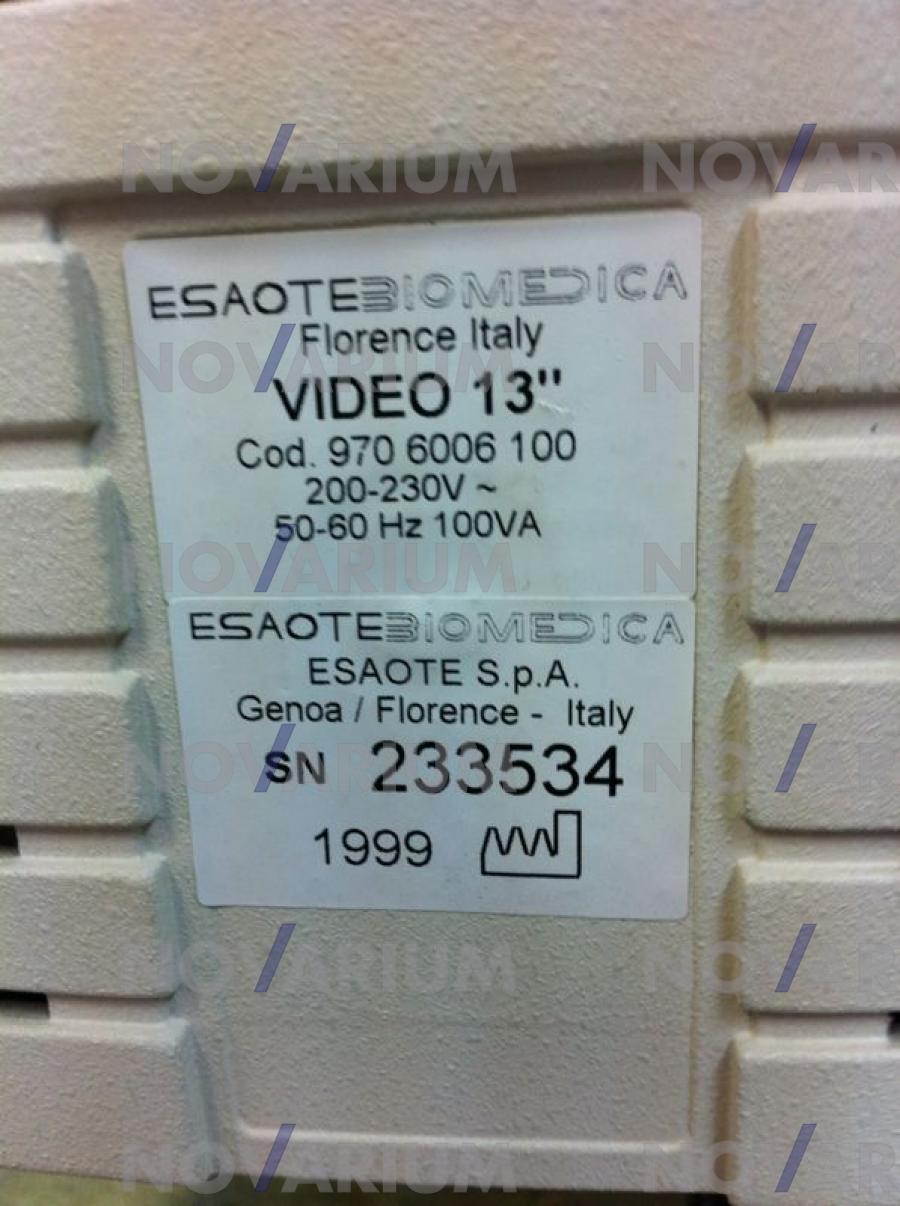 ESAOTEBIOMEDICA
Florence Italy
VIDEO 13"
Cod. 970 6006 100
200-230V ~
50-60 Hz 100VA
ESAOTEBIOMEDICA
ESAOTE S.p.A.
Genoa / Florence - Italy
SN 233534
1999
NOVARIUM